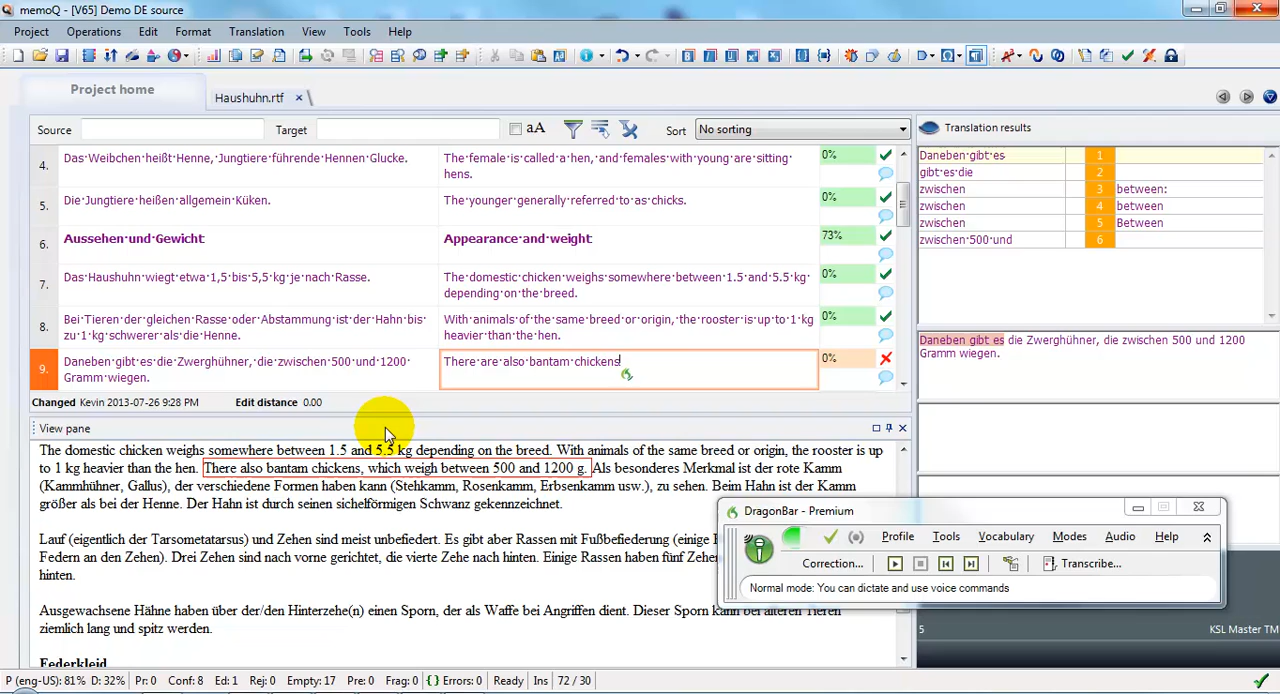 memoQ - [V65] Demo DE source
Project Operations Edit Format Translation View Tools Help
Project home
Haushuhn.rtf
Source Target aA Sort No sorting
4. Das Weibchen heißt Henne, Jungtiere führende Hennen Glucke. The female is called a hen, and females with young are sitting 0%
hens.
5. Die Jungtiere heißen allgemein Küken. The younger generally referred to as chicks. 0%
6. Aussehen und Gewicht Appearance and weight 73%
7. Das Haushuhn wiegt etwa 1,5 bis 5,5 kg je nach Rasse. The domestic chicken weighs somewhere between 1.5 and 5.5 kg 0%
depending on the breed.
8. Bei Tieren der gleichen Rasse oder Abstammung ist der Hahn bis With animals of the same breed or origin, the rooster is up to 1 kg 0%
zu 1 kg schwerer als die Henne. heavier than the hen.
9. Daneben gibt es die Zwerghühner, die zwischen 500 und 1200 There are also bantam chickens 0%
Gramm wiegen.
Changed Kevin 2013-07-26 9:28 PM Edit distance 0.00
View pane
The domestic chicken weighs somewhere between 1.5 and 5.5 kg depending on the breed. With animals of the same breed or origin, the rooster is up
to 1 kg heavier than the hen. There also bantam chickens, which weigh between 500 and 1200 g. Als besonderes Merkmal ist der rote Kamm
(Kammhühner, Gallus), der verschiedene Formen haben kann (Stehkamm, Rosenkamm, Erbsenkamm usw.), zu sehen. Beim Hahn ist der Kamm
größer als bei der Henne. Der Hahn ist durch seinen sichelförmigen Schwanz gekennzeichnet.
Lauf (eigentlich der Tarsometatarsus) und Zehen sind meist unbefiedert. Es gibt aber Rassen mit Fußbefiederung (einige
Federn an den Zehen). Drei Zehen sind nach vorne gerichtet, die vierte Zehe nach hinten. Einige Rassen haben fünf Zehen
hinten.
Ausgewachsene Hähne haben über der/den Hinterzehe(n) einen Sporn, der als Waffe bei Angriffen dient. Dieser Sporn kann bei älteren Tieren
ziemlich lang und spitz werden.
Federkleid
Translation results
Daneben gibt es 1
gibt es die 2
zwischen 3 between:
zwischen 4 between
zwischen 5 Between
zwischen 500 und 6
Daneben gibt es die Zwerghühner, die zwischen 500 und 1200
Gramm wiegen.
DragonBar - Premium
Profile Tools Vocabulary Modes Audio Help
Correction... Transcribe...
Normal mode: You can dictate and use voice commands
5 KSL Master TM
P (eng-US): 81% D: 32% Pr: 0 Conf: 8 Ed: 1 Rej: 0 Empty: 17 Pre: 0 Frag: 0 Errors: 0 Ready Ins 72 / 30